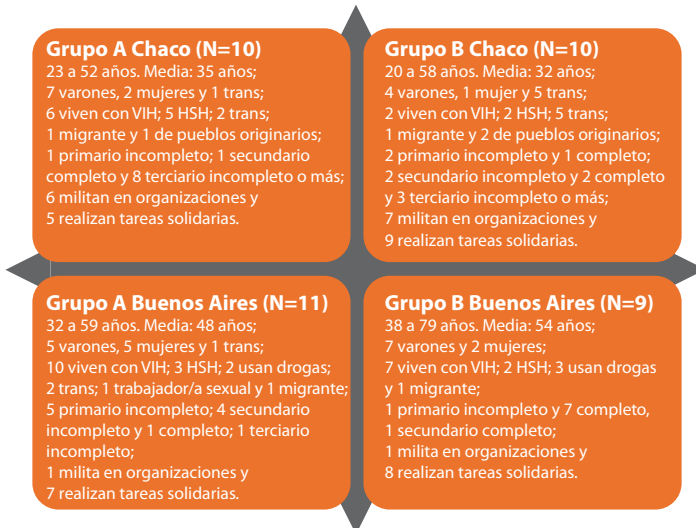 Grupo A Chaco (N=10)
23 a 52 años. Media: 35 años;
7 varones, 2 mujeres y 1 trans;
6 viven con VIH; 5 HSH; 2 trans;
1 migrante y 1 de pueblos originarios;
1 primario incompleto; 1 secundario
completo y 8 terciario incompleto o más;
6 militan en organizaciones y
5 realizan tareas solidarias.
Grupo B Chaco (N=10)
20 a 58 años. Media: 32 años;
4 varones, 1 mujer y 5 trans;
2 viven con VIH; 2 HSH; 5 trans;
1 migrante y 2 de pueblos originarios;
2 primario incompleto y 1 completo;
2 secundario incompleto y 2 completo
y 3 terciario incompleto o más;
7 militan en organizaciones y
9 realizan tareas solidarias.
Grupo A Buenos Aires (N=11)
32 a 59 años. Media: 48 años;
5 varones, 5 mujeres y 1 trans;
10 viven con VIH; 3 HSH; 2 usan drogas;
2 trans; 1 trabajador/a sexual y 1 migrante;
5 primario incompleto; 4 secundario
incompleto y 1 completo; 1 terciario
incompleto;
1 milita en organizaciones y
7 realizan tareas solidarias.
Grupo B Buenos Aires (N=9)
38 a 79 años. Media: 54 años;
7 varones y 2 mujeres;
7 viven con VIH; 2 HSH; 3 usan drogas
y 1 migrante;
1 primario incompleto y 7 completo,
1 secundario completo;
1 milita en organizaciones y
8 realizan tareas solidarias.